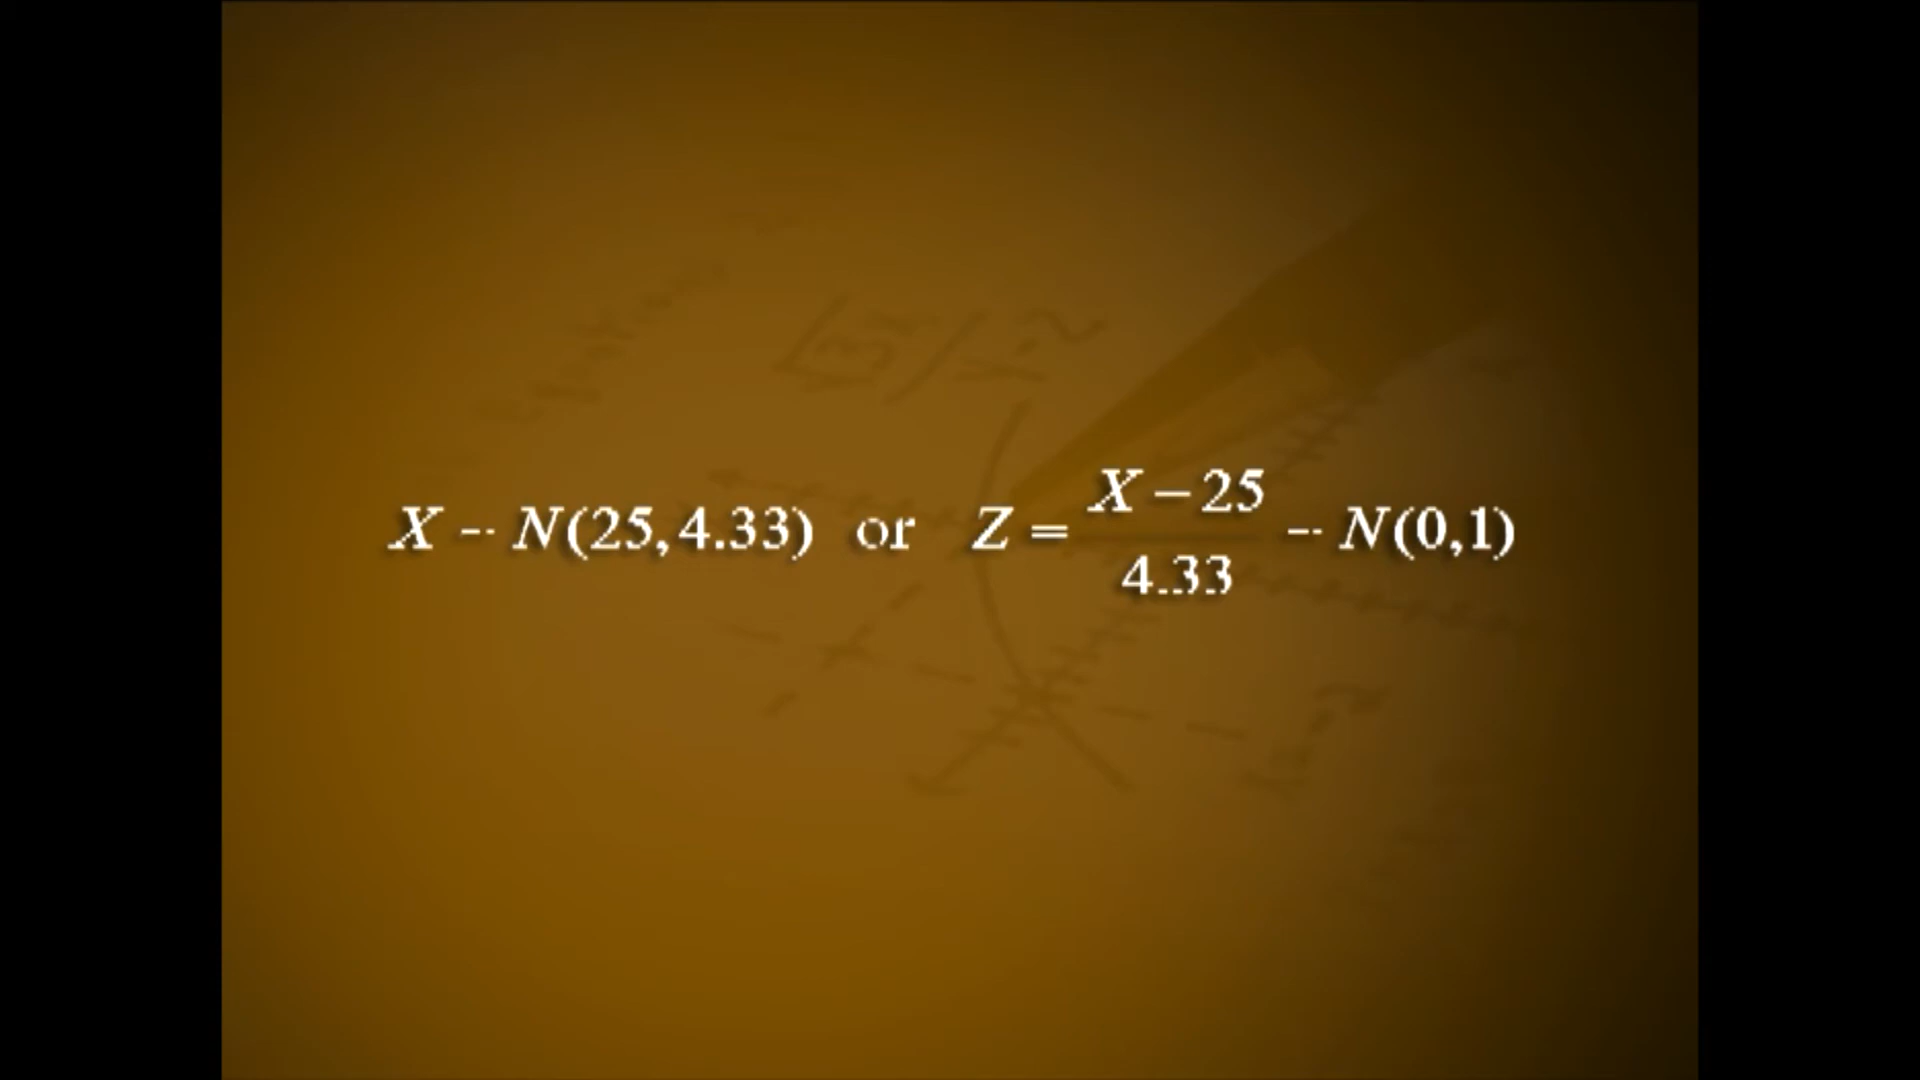 X -- N(25, 4.33) or Z = (X - 25) / 4.33 -- N(0,1)